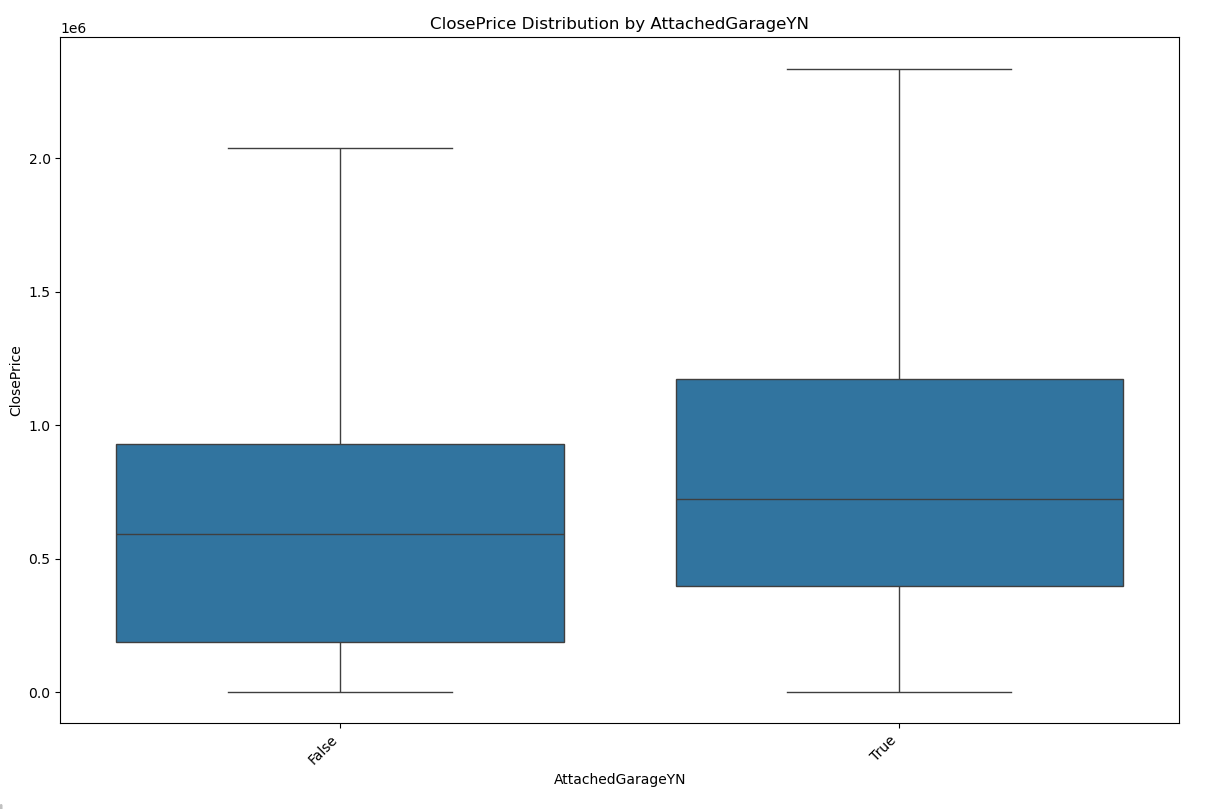 ClosePrice Distribution by AttachedGarageYN
1e6
2.0
1.5
1.0
0.5
0.0
ClosePrice
False
True
AttachedGarageYN